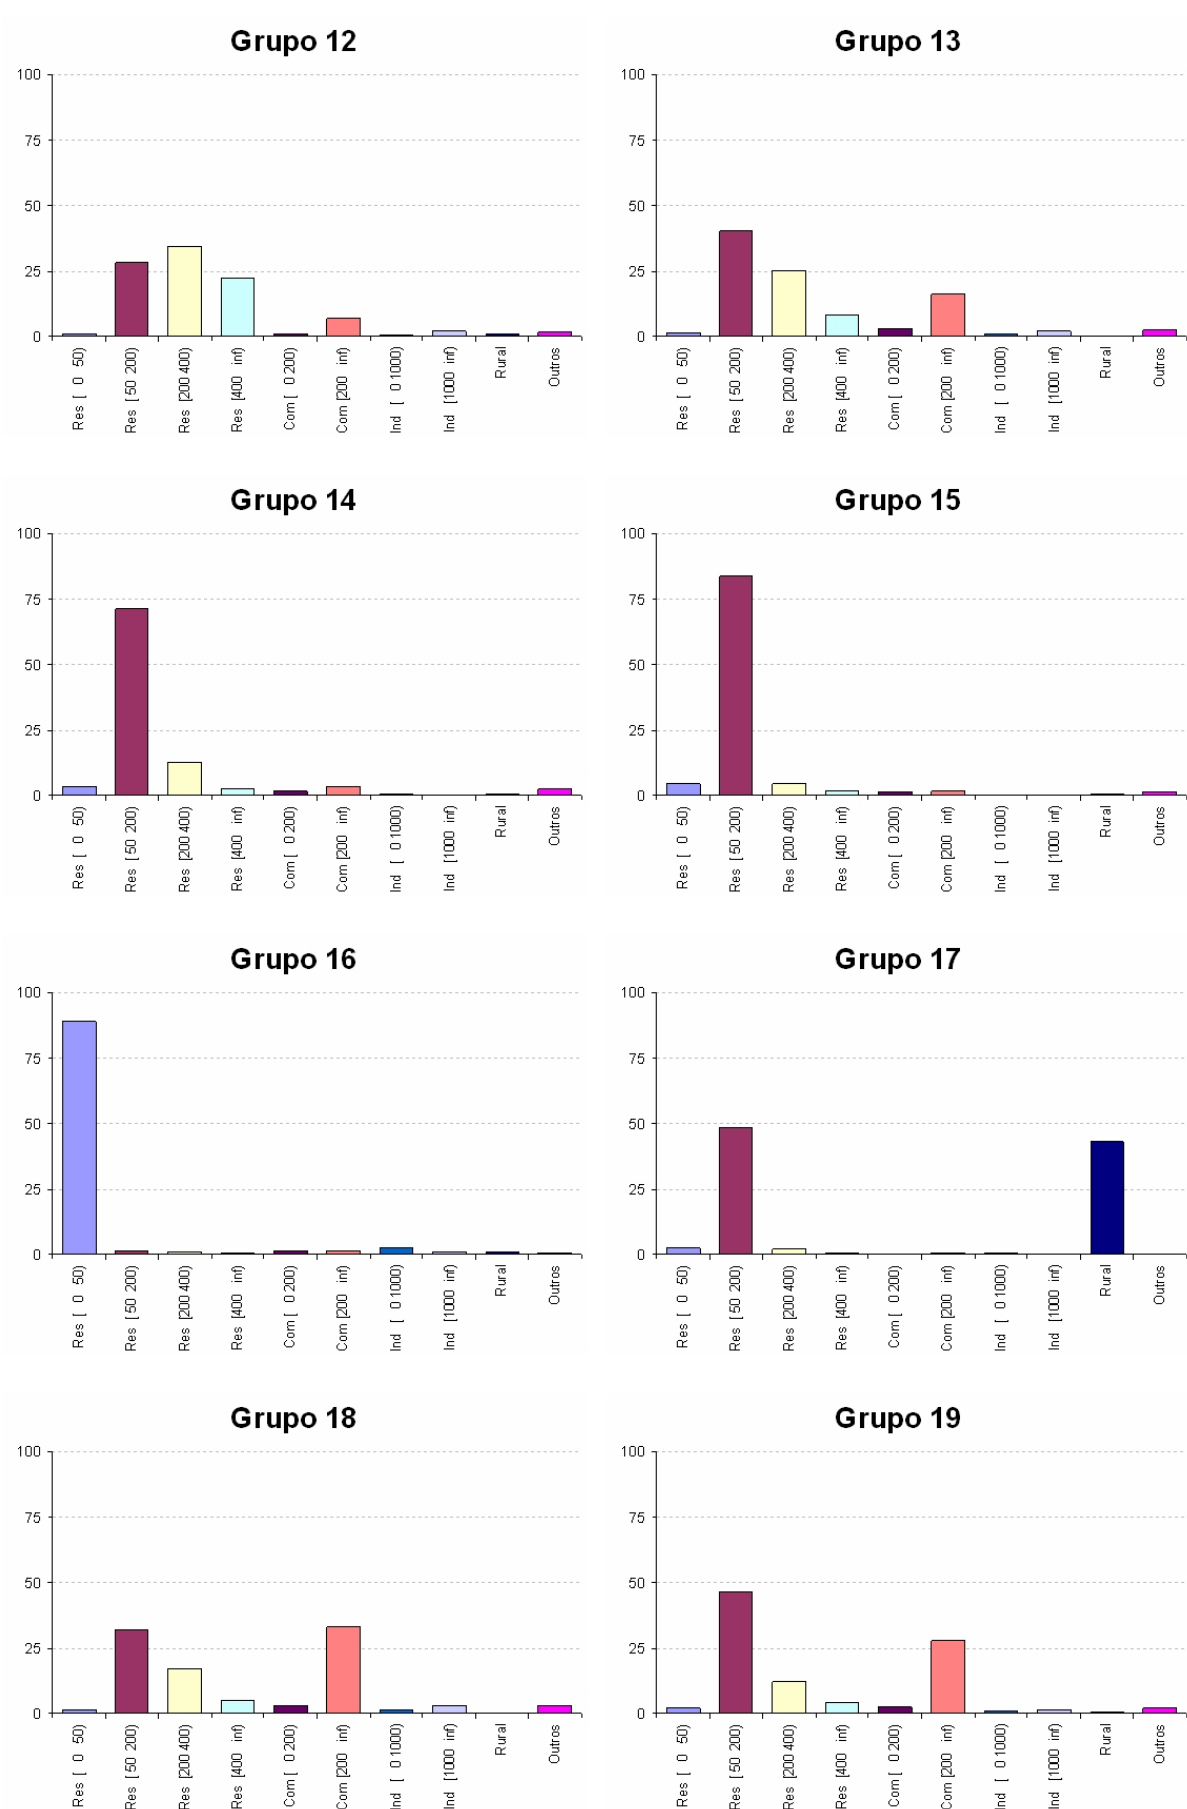 Grupo 12
100
75
50
25
0
Res [ 0 50)
Res [ 50 200)
Res [200 400)
Res [400 inf)
Com [ 0 200)
Com [200 inf)
Ind [ 0 1000)
Ind [1000 inf)
Rural
Outros
Grupo 13
100
75
50
25
0
Res [ 0 50)
Res [ 50 200)
Res [200 400)
Res [400 inf)
Com [ 0 200)
Com [200 inf)
Ind [ 0 1000)
Ind [1000 inf)
Rural
Outros
Grupo 14
100
75
50
25
0
Res [ 0 50)
Res [ 50 200)
Res [200 400)
Res [400 inf)
Com [ 0 200)
Com [200 inf)
Ind [ 0 1000)
Ind [1000 inf)
Rural
Outros
Grupo 15
100
75
50
25
0
Res [ 0 50)
Res [ 50 200)
Res [200 400)
Res [400 inf)
Com [ 0 200)
Com [200 inf)
Ind [ 0 1000)
Ind [1000 inf)
Rural
Outros
Grupo 16
100
75
50
25
0
Res [ 0 50)
Res [ 50 200)
Res [200 400)
Res [400 inf)
Com [ 0 200)
Com [200 inf)
Ind [ 0 1000)
Ind [1000 inf)
Rural
Outros
Grupo 17
100
75
50
25
0
Res [ 0 50)
Res [ 50 200)
Res [200 400)
Res [400 inf)
Com [ 0 200)
Com [200 inf)
Ind [ 0 1000)
Ind [1000 inf)
Rural
Outros
Grupo 18
100
75
50
25
0
Res [ 0 50)
Res [ 50 200)
Res [200 400)
Res [400 inf)
Com [ 0 200)
Com [200 inf)
Ind [ 0 1000)
Ind [1000 inf)
Rural
Outros
Grupo 19
100
75
50
25
0
Res [ 0 50)
Res [ 50 200)
Res [200 400)
Res [400 inf)
Com [ 0 200)
Com [200 inf)
Ind [ 0 1000)
Ind [1000 inf)
Rural
Outros